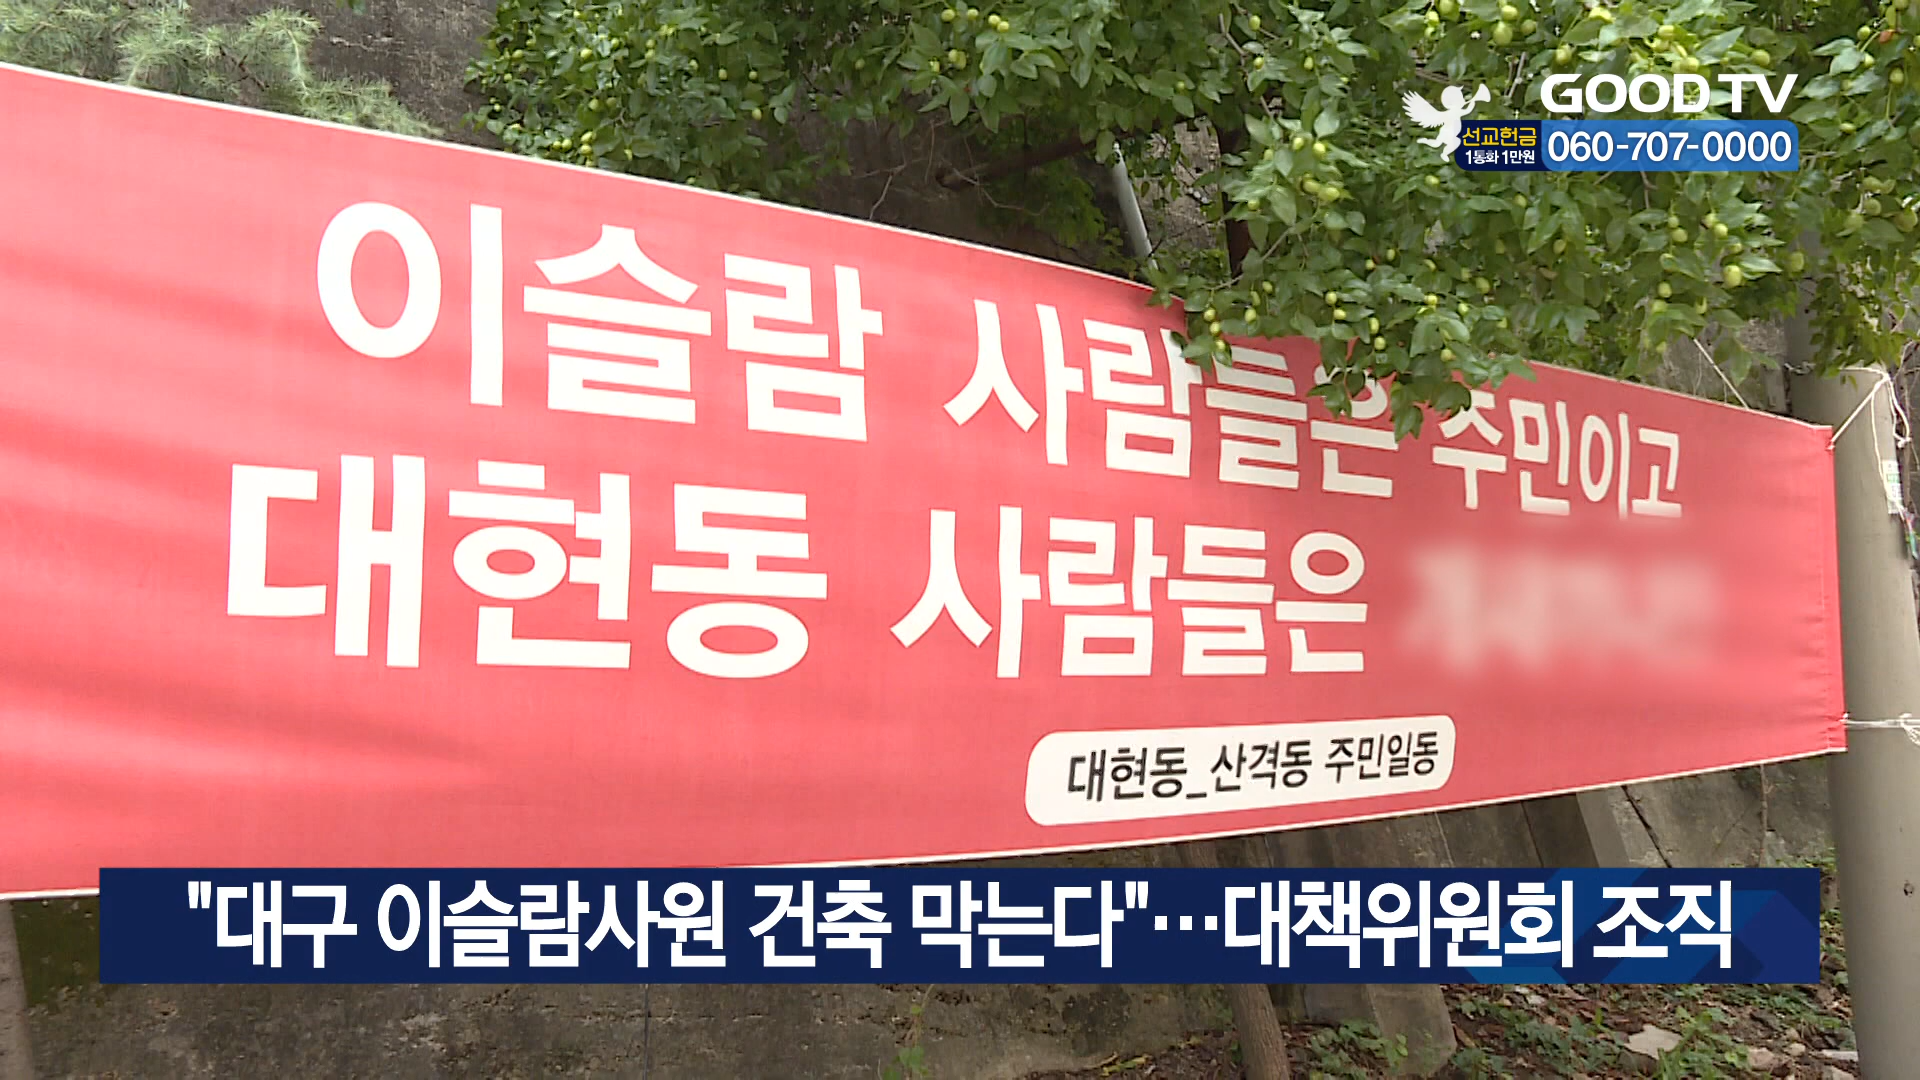 GOODTV
선교헌금
1통화 1만원
060-707-0000
이슬람 사람들은 주민이고
대현동 사람들은
대현동_산격동 주민일동
"대구 이슬람사원 건축 막는다"…대책위원회 조직